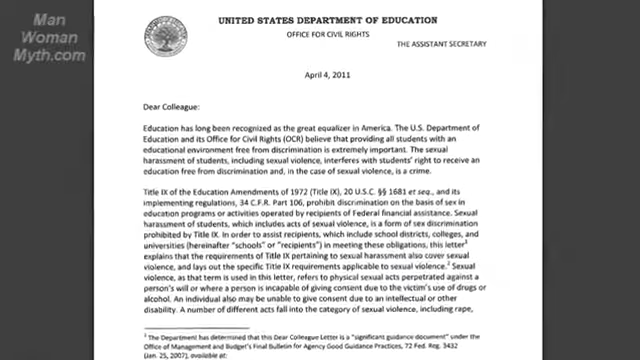 Man
Woman
Myth.com
UNITED STATES DEPARTMENT OF EDUCATION
OFFICE FOR CIVIL RIGHTS
THE ASSISTANT SECRETARY
April 4, 2011
Dear Colleague:
Education has long been recognized as the great equalizer in America. The U.S. Department
of Education and its Office for Civil Rights (OCR) believe that providing all students with an
educational environment free from discrimination is extremely important. The sexual
harassment of students, including sexual violence, interferes with students' right to receive an
education free from discrimination and, in the case of sexual violence, is a crime.
Title IX of the Education Amendments of 1972 (Title IX), 20 U.S.C. §§ 1681 et seq., and its
implementing regulations, 34 C.F.R. Part 106, prohibit discrimination on the basis of sex in
education programs or activities operated by recipients of Federal financial assistance. Sexual
harassment of students, which includes acts of sexual violence, is a form of sex discrimination
prohibited by Title IX. In order to assist recipients, which include school districts, colleges, and
universities (hereinafter "schools" or "recipients") in meeting these obligations, this letter¹
explains that the requirements of Title IX pertaining to sexual harassment also cover sexual
violence, and lays out the specific Title IX requirements applicable to sexual violence.² Sexual
violence, as that term is used in this letter, refers to physical sexual acts perpetrated against a
person's will or where a person is incapable of giving consent due to the victim's use of drugs or
alcohol. An individual also may be unable to give consent due to an intellectual or other
disability. A number of different acts fall into the category of sexual violence, including rape,
¹ The Department has determined that this Dear Colleague Letter is a "significant guidance document" under the
Office of Management and Budget's Final Bulletin for Agency Good Guidance Practices, 72 Fed. Reg. 3432
(Jan. 25, 2007), available at: